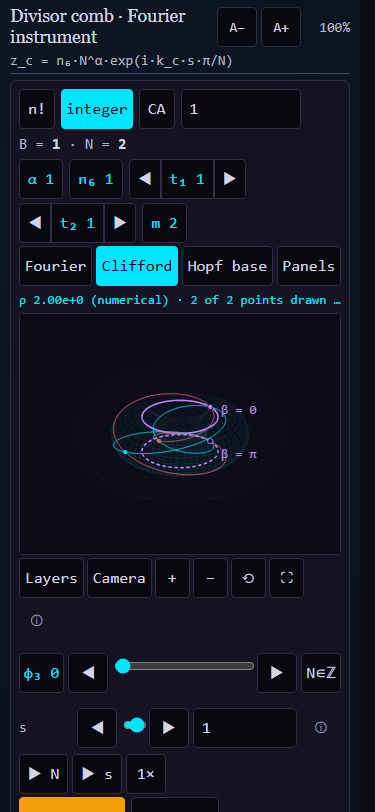 Divisor comb · Fourier
instrument
A− A+ 100%
z_c = n₆·N^α·exp(i·k_c·s·π/N)
n! integer CA 1
B = 1 · N = 2
α 1 n₆ 1 ◀ t₁ 1 ▶
◀ t₂ 1 ▶ m 2
Fourier Clifford Hopf base Panels
ρ 2.00e+0 (numerical) · 2 of 2 points drawn …
β = 0
β = π
Layers Camera + − ⟲ ⛶
ⓘ
ϕ₃ 0 ◀ ▶ N∈ℤ
s ◀ ▶ 1 ⓘ
▶ N ▶ s 1×